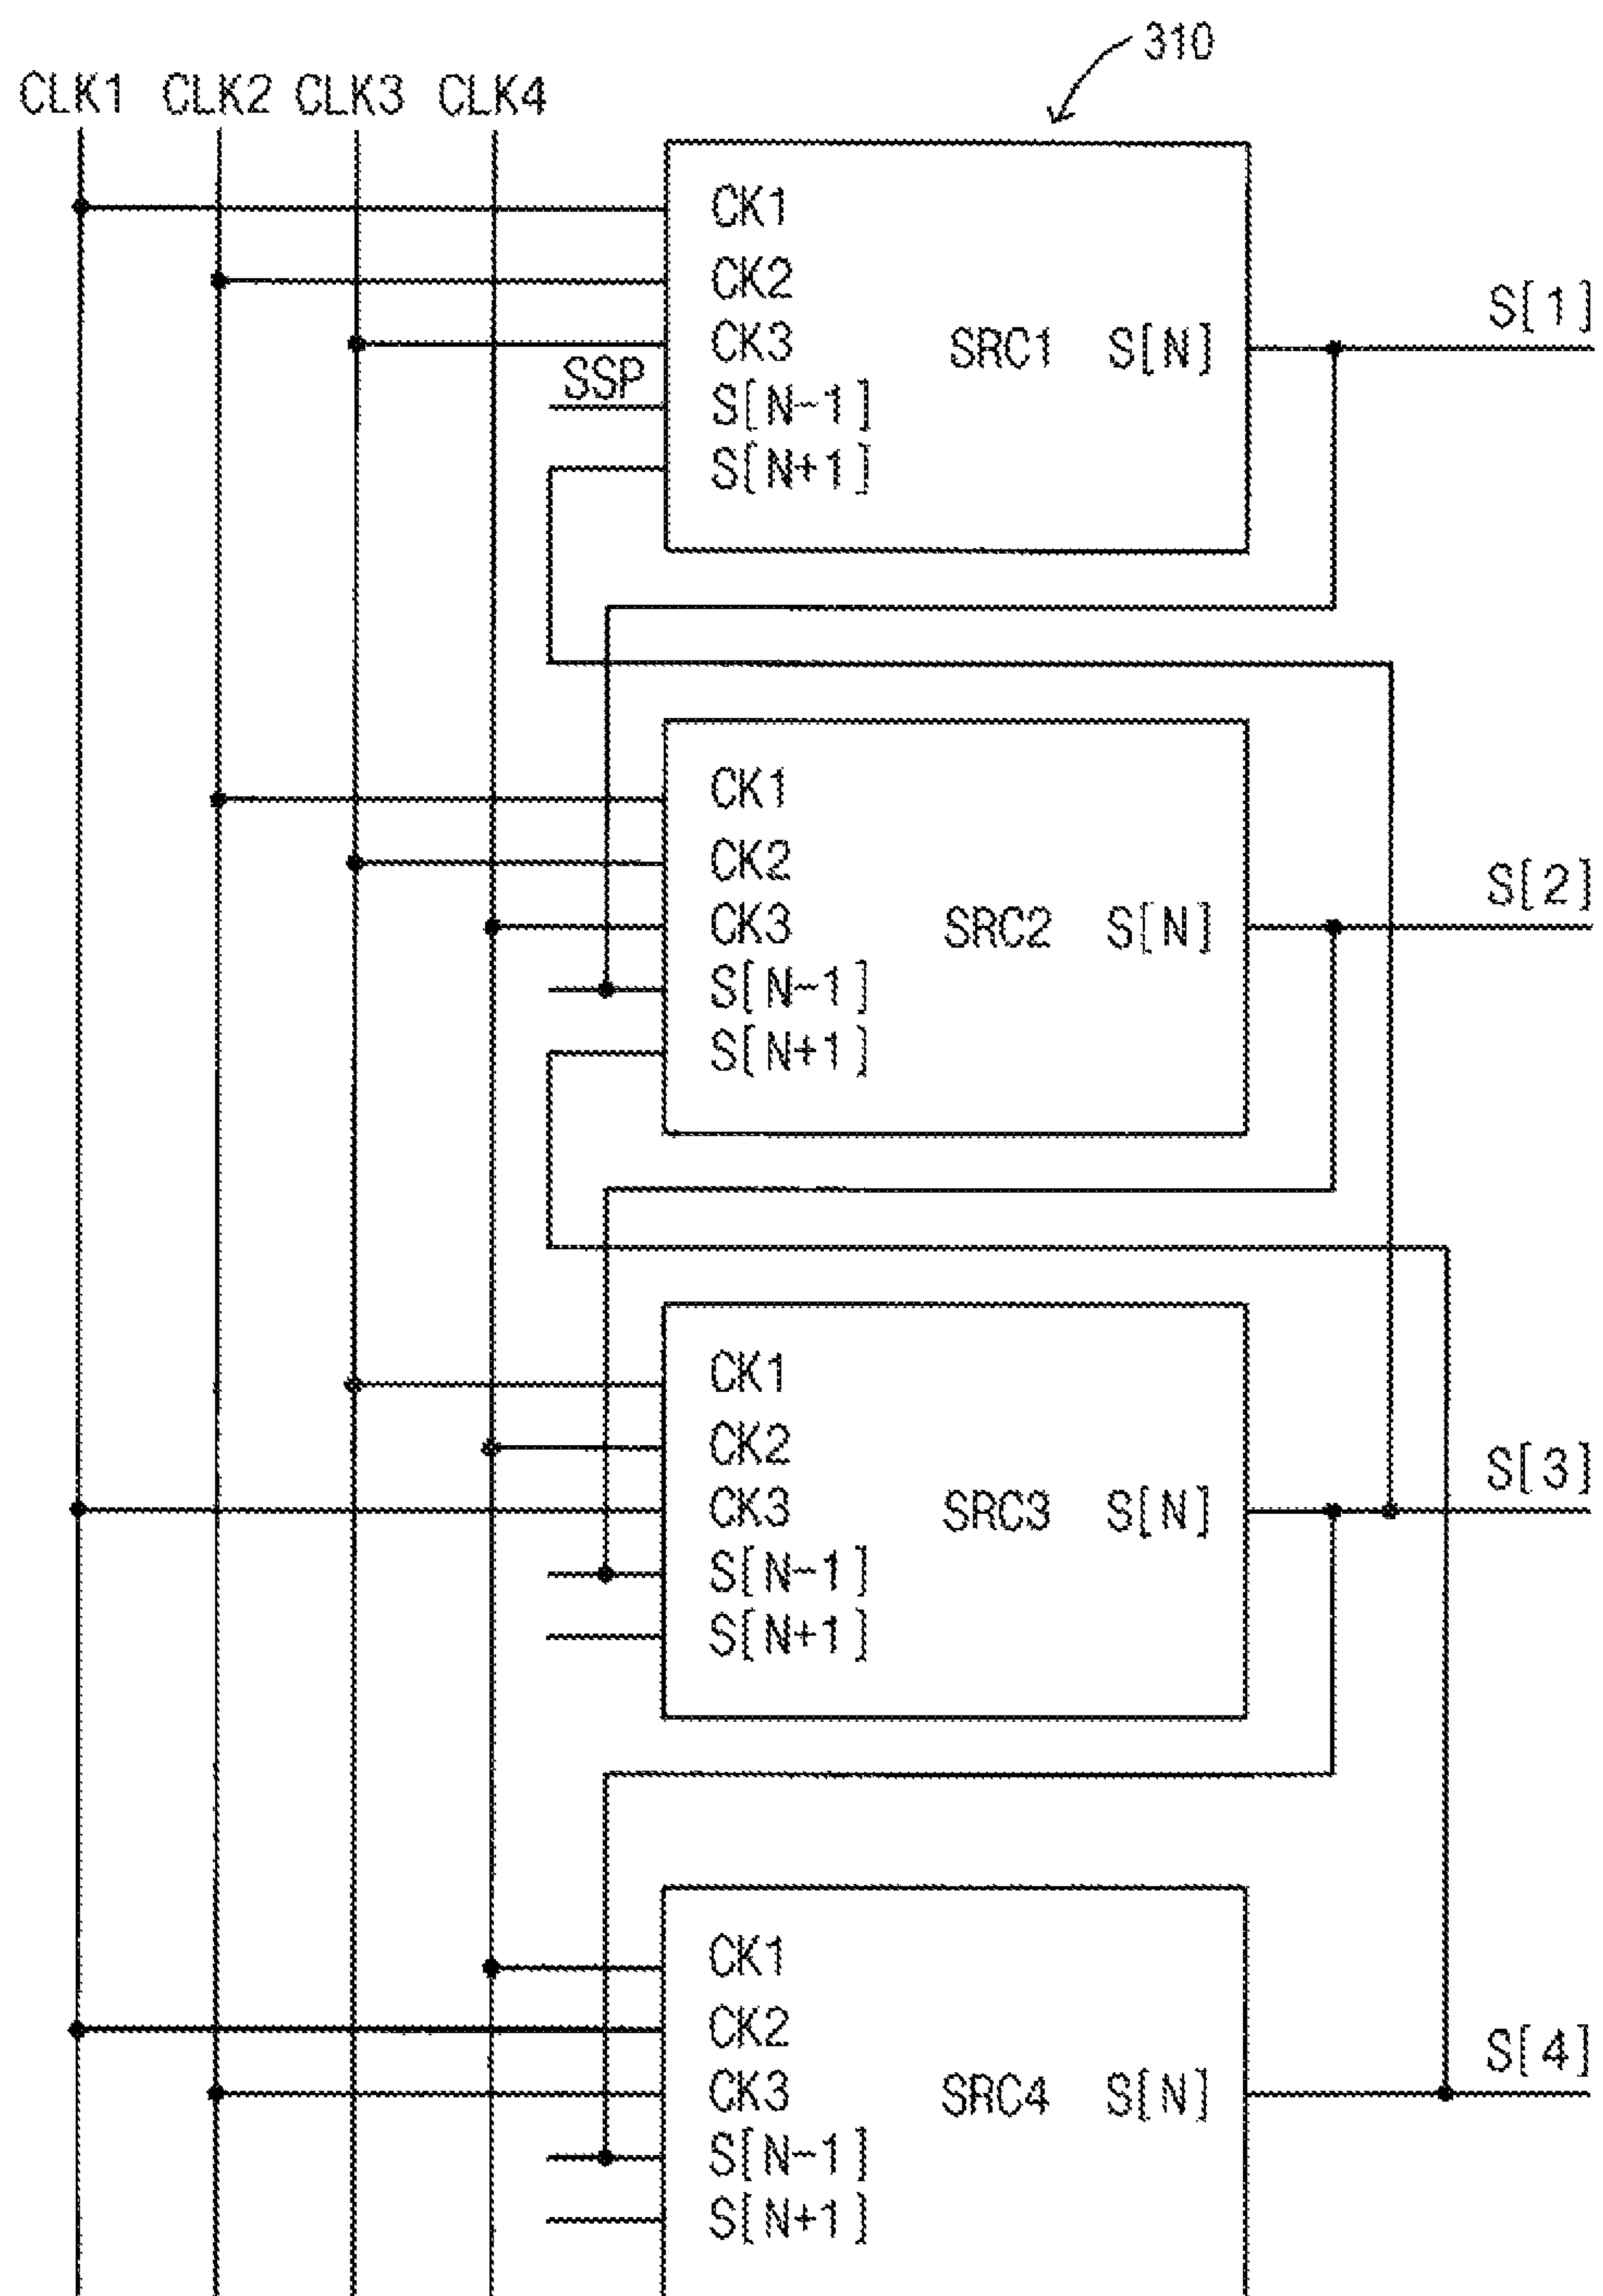 310
CLK1 CLK2 CLK3 CLK4
CK1
CK2
CK3 SRC1 S[N] S[1]
SSP
S[N-1]
S[N+1]
CK1
CK2
CK3 SRC2 S[N] S[2]
S[N-1]
S[N+1]
CK1
CK2
CK3 SRC3 S[N] S[3]
S[N-1]
S[N+1]
CK1
CK2
CK3 SRC4 S[N] S[4]
S[N-1]
S[N+1]